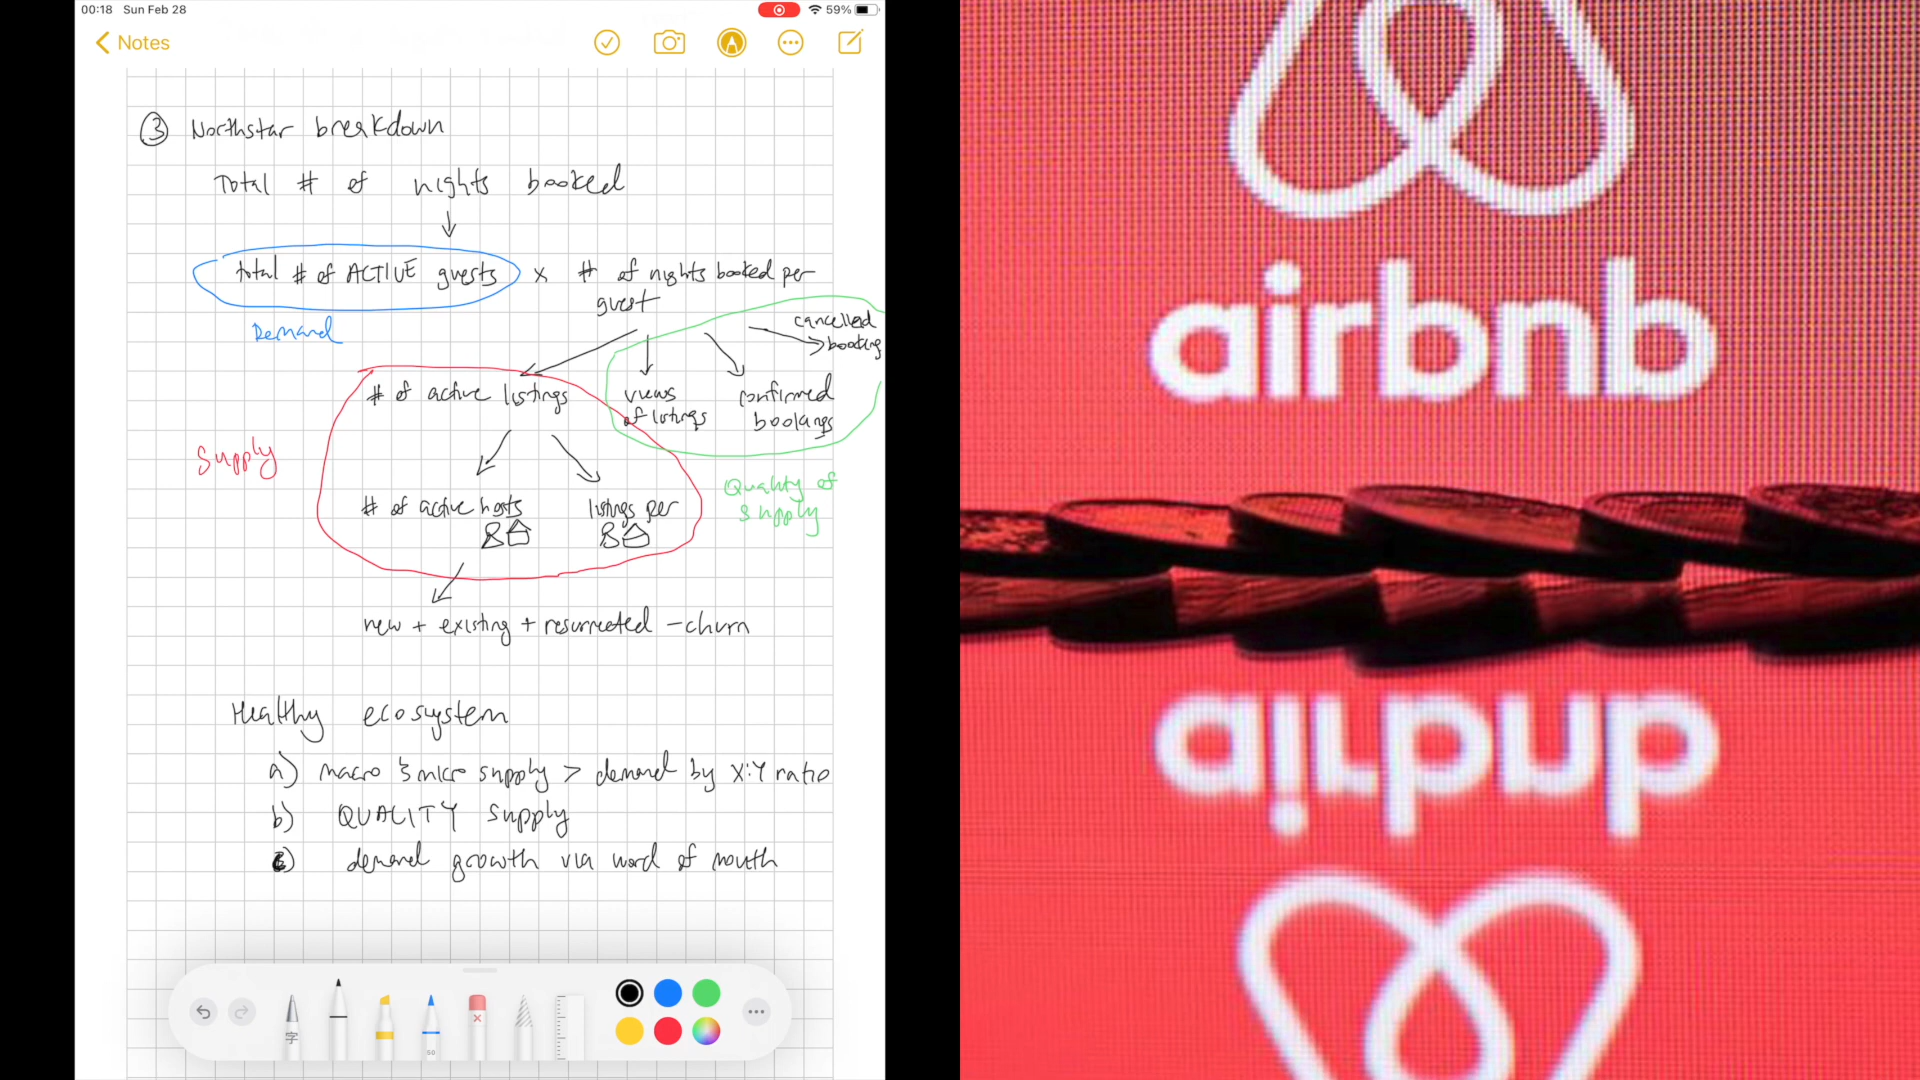 00:18 Sun Feb 28
59%
Notes
3 Northstar breakdown
Total # of nights booked
total # of ACTIVE guests x # of nights booked per
guest
Demand
cancelled
booking
# of active listings
views
of listings
confirmed
bookings
Supply
Quality of
supply
# of active hosts
listings per
new + existing + resurrected - churn
Healthy ecosystem
a) macro & micro supply > demand by X:Y ratio
b) QUALITY supply
c) demand growth via word of mouth
字
50
airbnb
airbnb